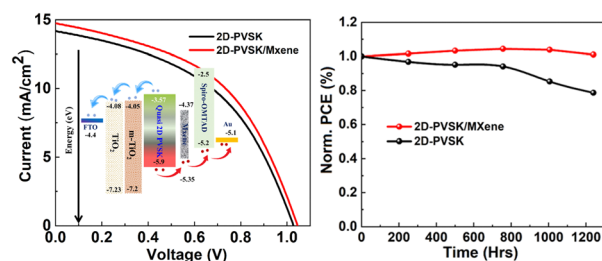 15
10
5
0
Current (mA/cm²)
0.0
0.2
0.4
0.6
0.8
1.0
Voltage (V)
2D-PVSK
2D-PVSK/Mxene
Energy (eV)
FTO
-4.4
-4.08
TiO₂
-7.23
-4.05
m-TiO₂
-7.2
Quasi 2D-PVSK
-5.9
-4.37
Mxene
-5.35
-2.5
Spiro-OMTAD
-5.2
Au
-5.1
1.2
1.0
0.8
0.6
0.4
0.2
0.0
Norm. PCE (%)
2D-PVSK/MXene
2D-PVSK
0
200
400
600
800
1000
1200
Time (Hrs)